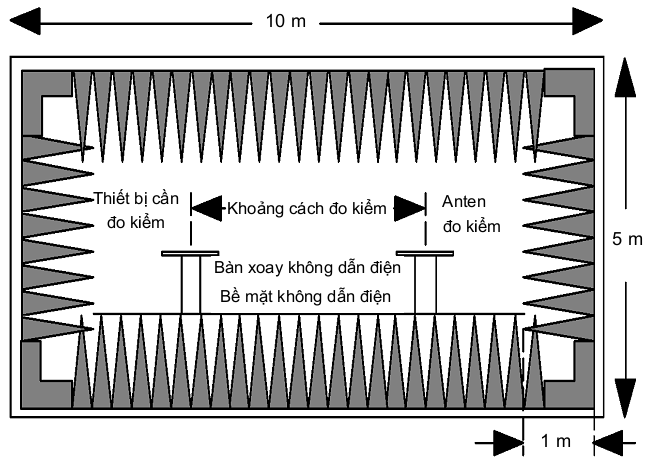 10 m
Thiết bị cần
đo kiểm
Khoảng cách đo kiểm
Anten
đo kiểm
5 m
Bàn xoay không dẫn điện
Bề mặt không dẫn điện
1 m